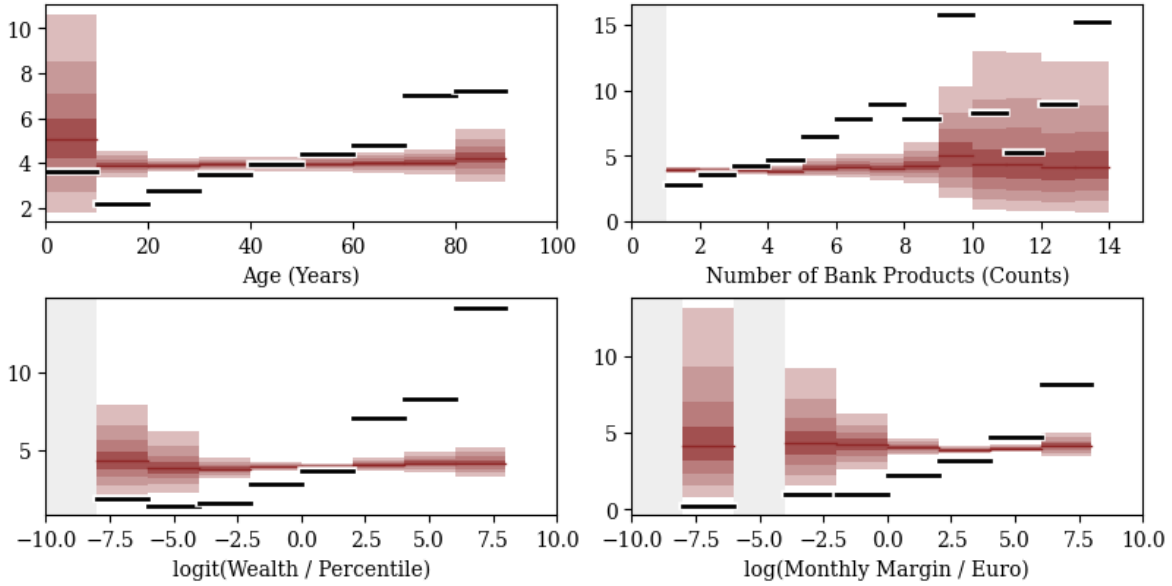 10
8
6
4
2
0 20 40 60 80 100
Age (Years)
15
10
5
0
0 2 4 6 8 10 12 14
Number of Bank Products (Counts)
10
5
−10.0 −7.5 −5.0 −2.5 0.0 2.5 5.0 7.5 10.0
logit(Wealth / Percentile)
10
5
0
−10.0 −7.5 −5.0 −2.5 0.0 2.5 5.0 7.5 10.0
log(Monthly Margin / Euro)